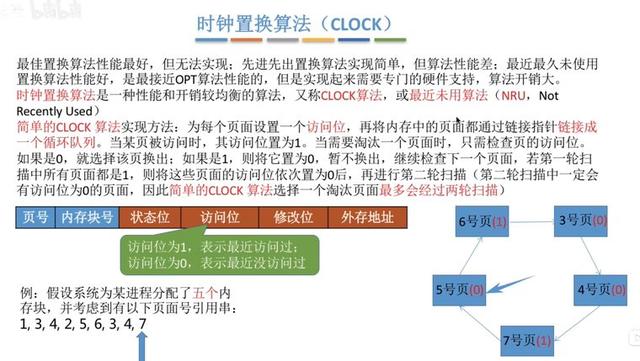 时钟置换算法（CLOCK）
最佳置换算法性能最好，但无法实现；先进先出置换算法实现简单，但算法性能差；最近最久未使用
置换算法性能好，是最接近OPT算法性能的，但是实现起来需要专门的硬件支持，算法开销大。
时钟置换算法是一种性能和开销较均衡的算法，又称CLOCK算法，或最近未用算法（NRU，Not
Recently Used）
简单的CLOCK 算法实现方法：为每个页面设置一个访问位，再将内存中的页面都通过链接指针链接成
一个循环队列。当某页被访问时，其访问位置为1。当需要淘汰一个页面时，只需检查页的访问位。
如果是0，就选择该页换出；如果是1，则将它置为0，暂不换出，继续检查下一个页面，若第一轮扫
描中所有页面都是1，则将这些页面的访问位依次置为0后，再进行第二轮扫描（第二轮扫描中一定会
有访问位为0的页面，因此简单的CLOCK 算法选择一个淘汰页面最多会经过两轮扫描）
页号 内存块号 状态位 访问位 修改位 外存地址
访问位为1，表示最近访问过；
访问位为0，表示最近没访问过
例：假设系统为某进程分配了五个内
存块，并考虑到有以下页面号引用串：
1, 3, 4, 2, 5, 6, 3, 4, 7
6号页(1) 3号页(0)
5号页(0) 4号页(0)
7号页(1)